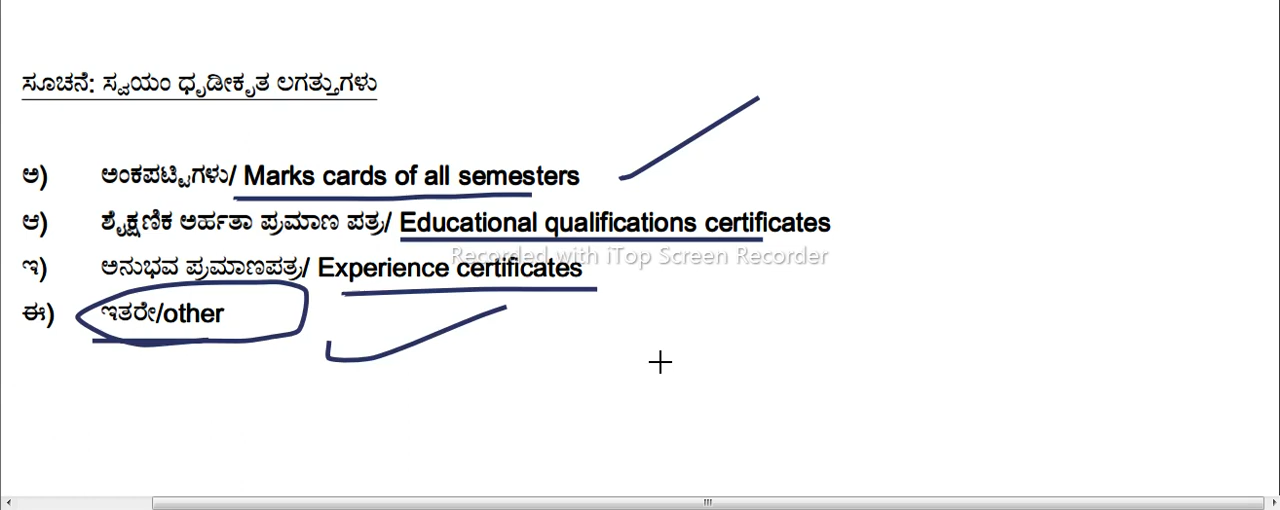 ಸೂಚನೆ: ಸ್ವಯಂ ಧೃಡೀಕೃತ ಲಗತ್ತುಗಳು
ಅ) ಅಂಕಪಟ್ಟಿಗಳು/ Marks cards of all semesters
ಆ) ಶೈಕ್ಷಣಿಕ ಅರ್ಹತಾ ಪ್ರಮಾಣ ಪತ್ರ/ Educational qualifications certificates
Recorded with iTop Screen Recorder
ಇ) ಅನುಭವ ಪ್ರಮಾಣಪತ್ರ/ Experience certificates
ಈ) ಇತರೇ/other